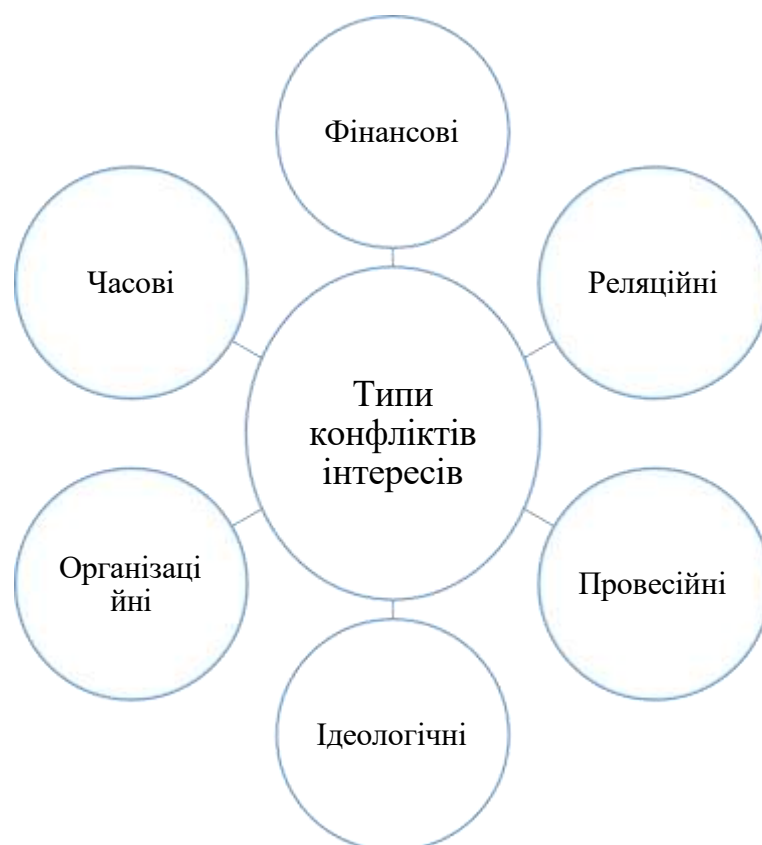 Фінансові
Часові
Реляційні
Типи
конфліктів
інтересів
Організаці
йні
Провесійні
Ідеологічні